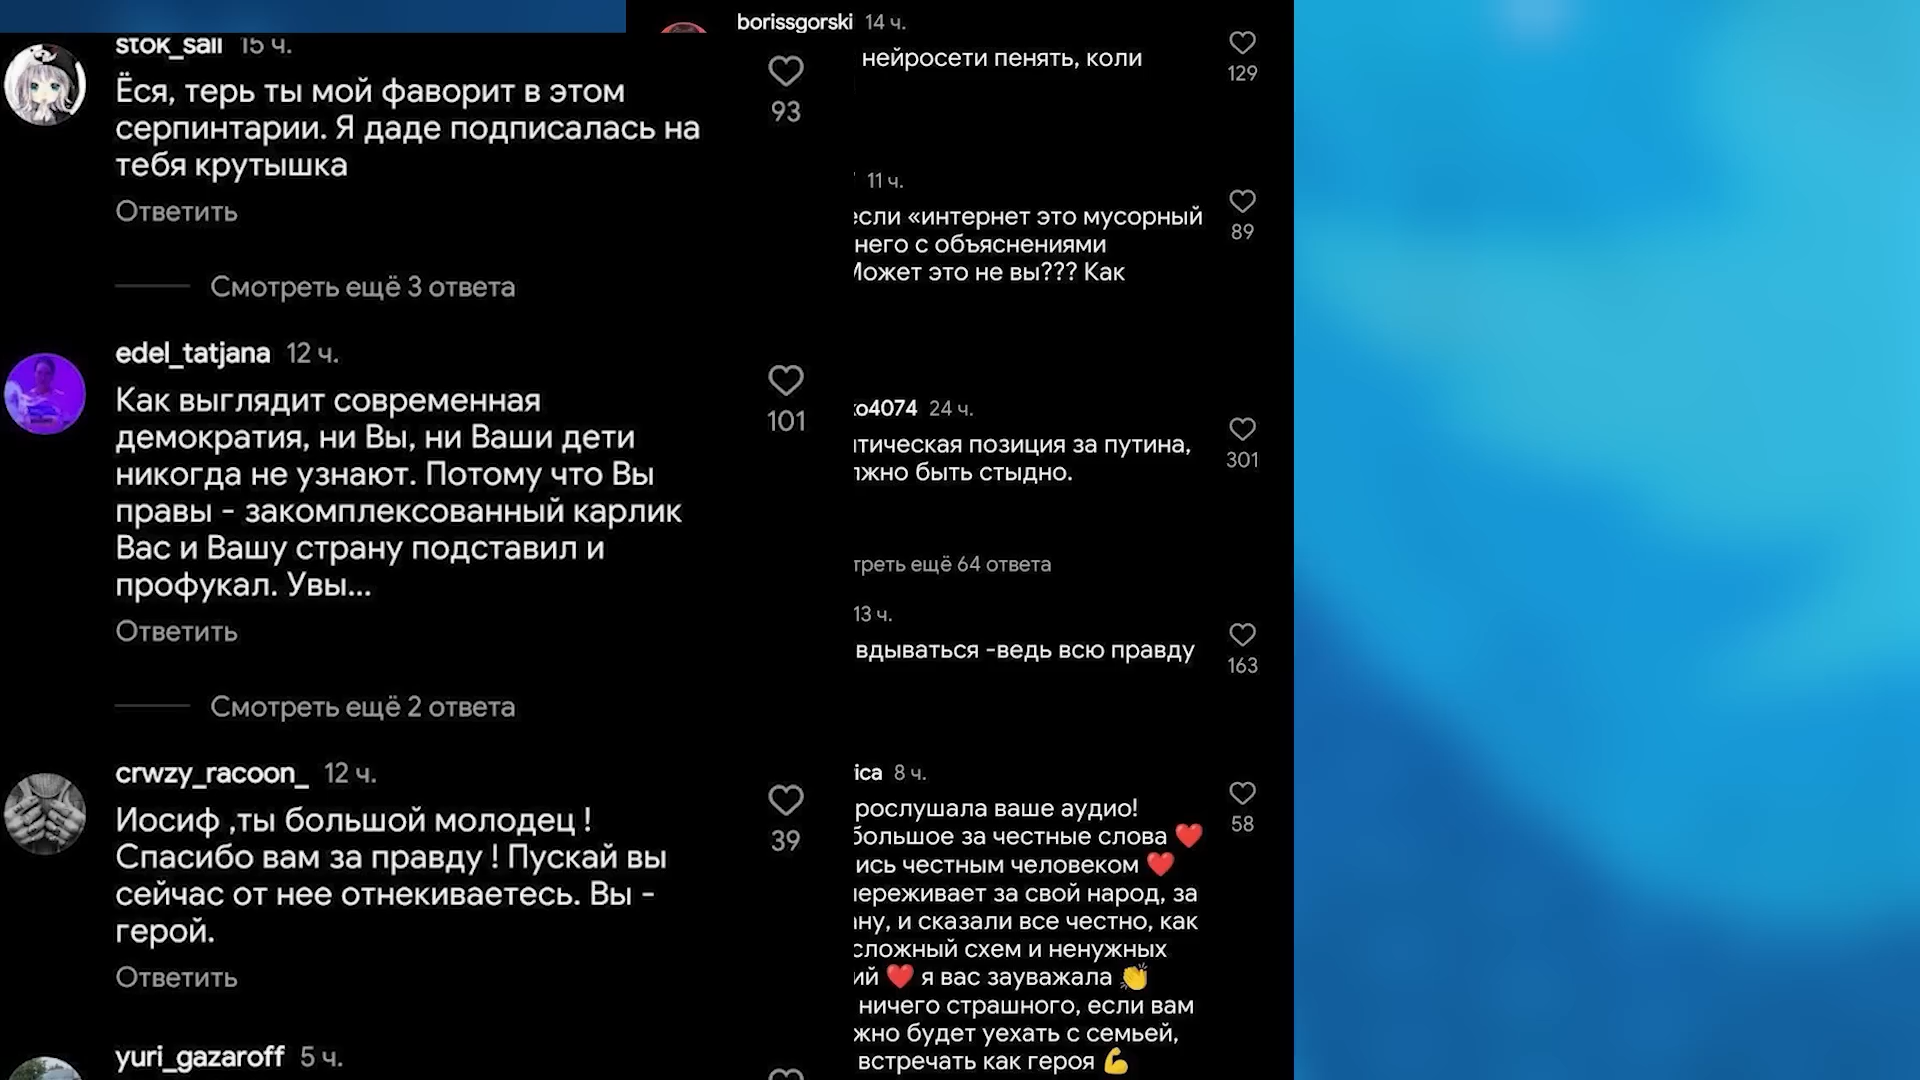 stok_sali 15 ч.
Ёся, терь ты мой фаворит в этом
серпинтарии. Я даде подписалась на
тебя крутышка
93
Ответить
Смотреть ещё 3 ответа
edel_tatjana 12 ч.
Как выглядит современная
демократия, ни Вы, ни Ваши дети
никогда не узнают. Потому что Вы
правы - закомплексованный карлик
Вас и Вашу страну подставил и
профукал. Увы...
101
Ответить
Смотреть ещё 2 ответа
crwzy_racoon_ 12 ч.
Иосиф ,ты большой молодец !
Спасибо вам за правду ! Пускай вы
сейчас от нее отнекиваетесь. Вы -
герой.
39
Ответить
yuri_gazaroff 5 ч.
borissgorski 14 ч.
нейросети пенять, коли
129
11 ч.
если «интернет это мусорный
него с объяснениями
Может это не вы??? Как
89
ко4074 24 ч.
тическая позиция за путина,
лжно быть стыдно.
301
треть ещё 64 ответа
13 ч.
вдываться -ведь всю правду
163
ica 8 ч.
рослушала ваше аудио!
большое за честные слова ❤️
ись честным человеком ❤️
переживает за свой народ, за
ну, и сказали все честно, как
сложный схем и ненужных
ий ❤️ я вас зауважала 👏
ничего страшного, если вам
жно будет уехать с семьей,
встречать как героя 💪
58